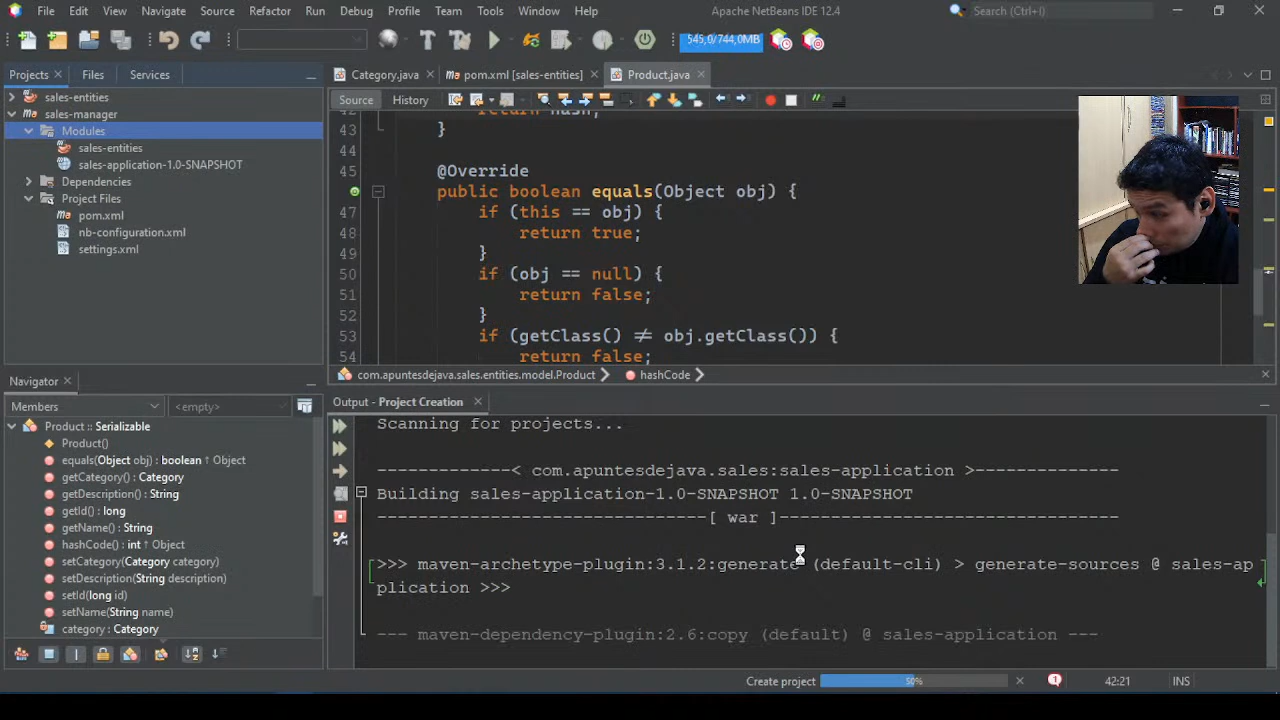 File Edit View Navigate Source Refactor Run Debug Profile Team Tools Window Help Apache NetBeans IDE 12.4 Search (Ctrl+I)
545,0/744,0MB
Projects Files Services
sales-entities
sales-manager
Modules
sales-entities
sales-application-1.0-SNAPSHOT
Dependencies
Project Files
pom.xml
nb-configuration.xml
settings.xml
Navigator
Members <empty>
Product :: Serializable
Product()
equals(Object obj) : boolean ↑ Object
getCategory() : Category
getDescription() : String
getId() : long
getName() : String
hashCode() : int ↑ Object
setCategory(Category category)
setDescription(String description)
setId(long id)
setName(String name)
category : Category
Category.java pom.xml [sales-entities] Product.java
Source History
42 return hash;
43 }
44
45 @Override
public boolean equals(Object obj) {
47 if (this == obj) {
48 return true;
49 }
50 if (obj == null) {
51 return false;
52 }
53 if (getClass() ≠ obj.getClass()) {
54 return false;
com.apuntesdejava.sales.entities.model.Product hashCode
Output - Project Creation
Scanning for projects...
-------------< com.apuntesdejava.sales:sales-application >--------------
Building sales-application-1.0-SNAPSHOT 1.0-SNAPSHOT
--------------------------------[ war ]---------------------------------
>>> maven-archetype-plugin:3.1.2:generate (default-cli) > generate-sources @ sales-ap
plication >>>
--- maven-dependency-plugin:2.6:copy (default) @ sales-application ---
Create project 50% 42:21 INS